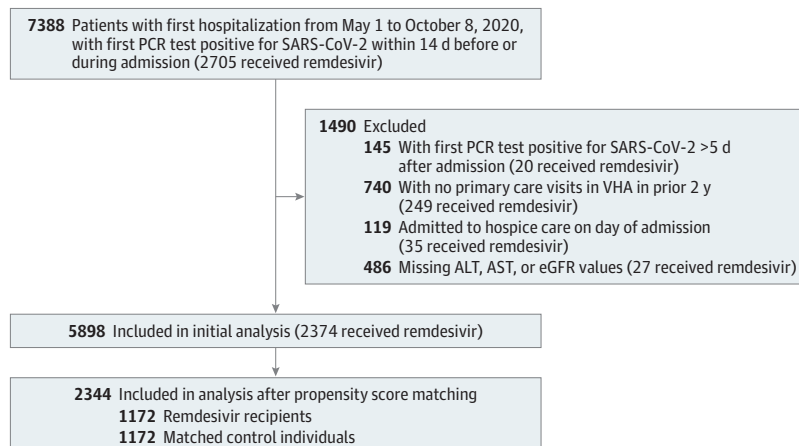 7388 Patients with first hospitalization from May 1 to October 8, 2020,
with first PCR test positive for SARS-CoV-2 within 14 d before or
during admission (2705 received remdesivir)
1490 Excluded
145 With first PCR test positive for SARS-CoV-2 >5 d
after admission (20 received remdesivir)
740 With no primary care visits in VHA in prior 2 y
(249 received remdesivir)
119 Admitted to hospice care on day of admission
(35 received remdesivir)
486 Missing ALT, AST, or eGFR values (27 received remdesivir)
5898 Included in initial analysis (2374 received remdesivir)
2344 Included in analysis after propensity score matching
1172 Remdesivir recipients
1172 Matched control individuals